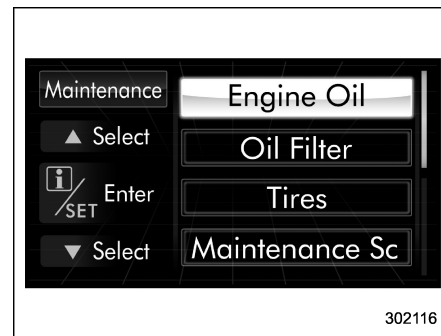 Maintenance
▲ Select
i/SET Enter
▼ Select
Engine Oil
Oil Filter
Tires
Maintenance Sc
302116